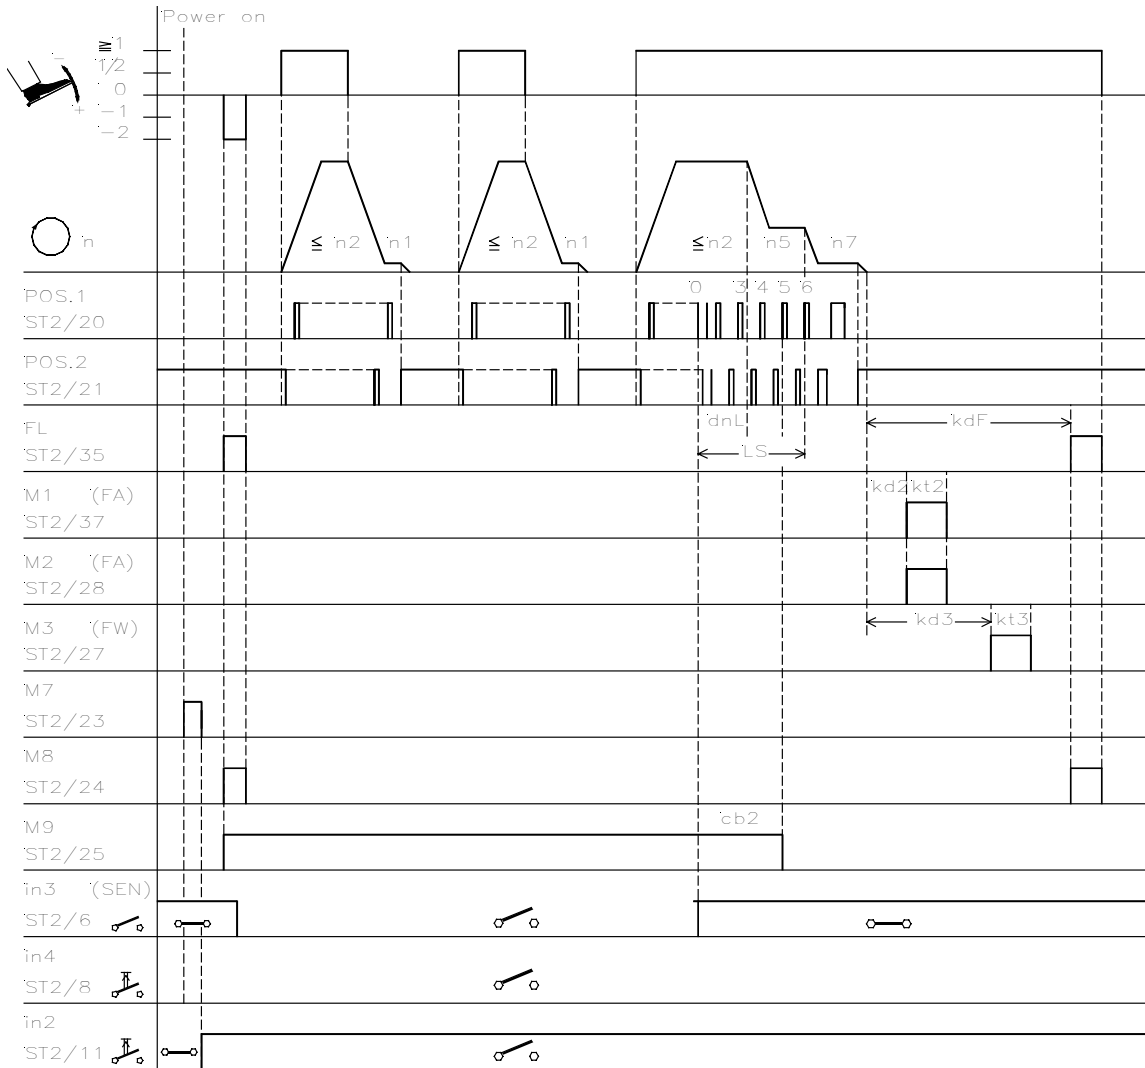 Power on
≧ 1
1/2
0
−1
−2
−
+
n
≦ n2 n1
≦ n2 n1
≦ n2 n5 n7
0 3 4 5 6
POS.1
ST2/20
POS.2
ST2/21
dnL
FL
ST2/35
kdF
LS
M1 (FA)
ST2/37
kd2 kt2
M2 (FA)
ST2/28
M3 (FW)
ST2/27
kd3 kt3
M7
ST2/23
M8
ST2/24
M9
ST2/25
cb2
in3 (SEN)
ST2/6
in4
ST2/8
in2
ST2/11